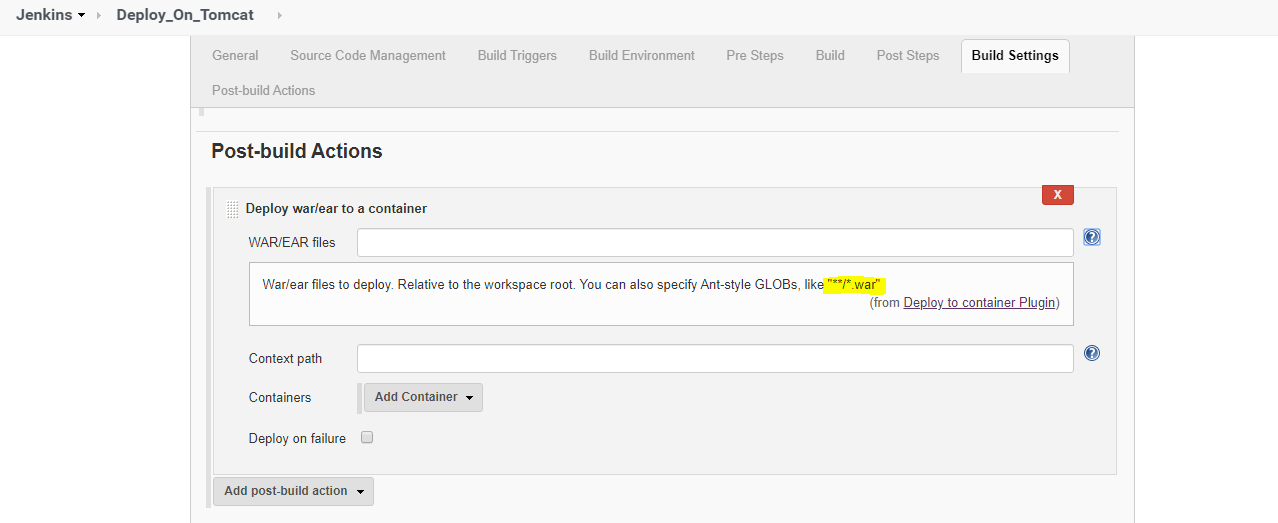 Jenkins Deploy_On_Tomcat
General Source Code Management Build Triggers Build Environment Pre Steps Build Post Steps Build Settings
Post-build Actions
Post-build Actions
X
Deploy war/ear to a container
WAR/EAR files
?
War/ear files to deploy. Relative to the workspace root. You can also specify Ant-style GLOBs, like "**/*.war"
(from Deploy to container Plugin)
Context path
?
Containers Add Container
Deploy on failure
Add post-build action